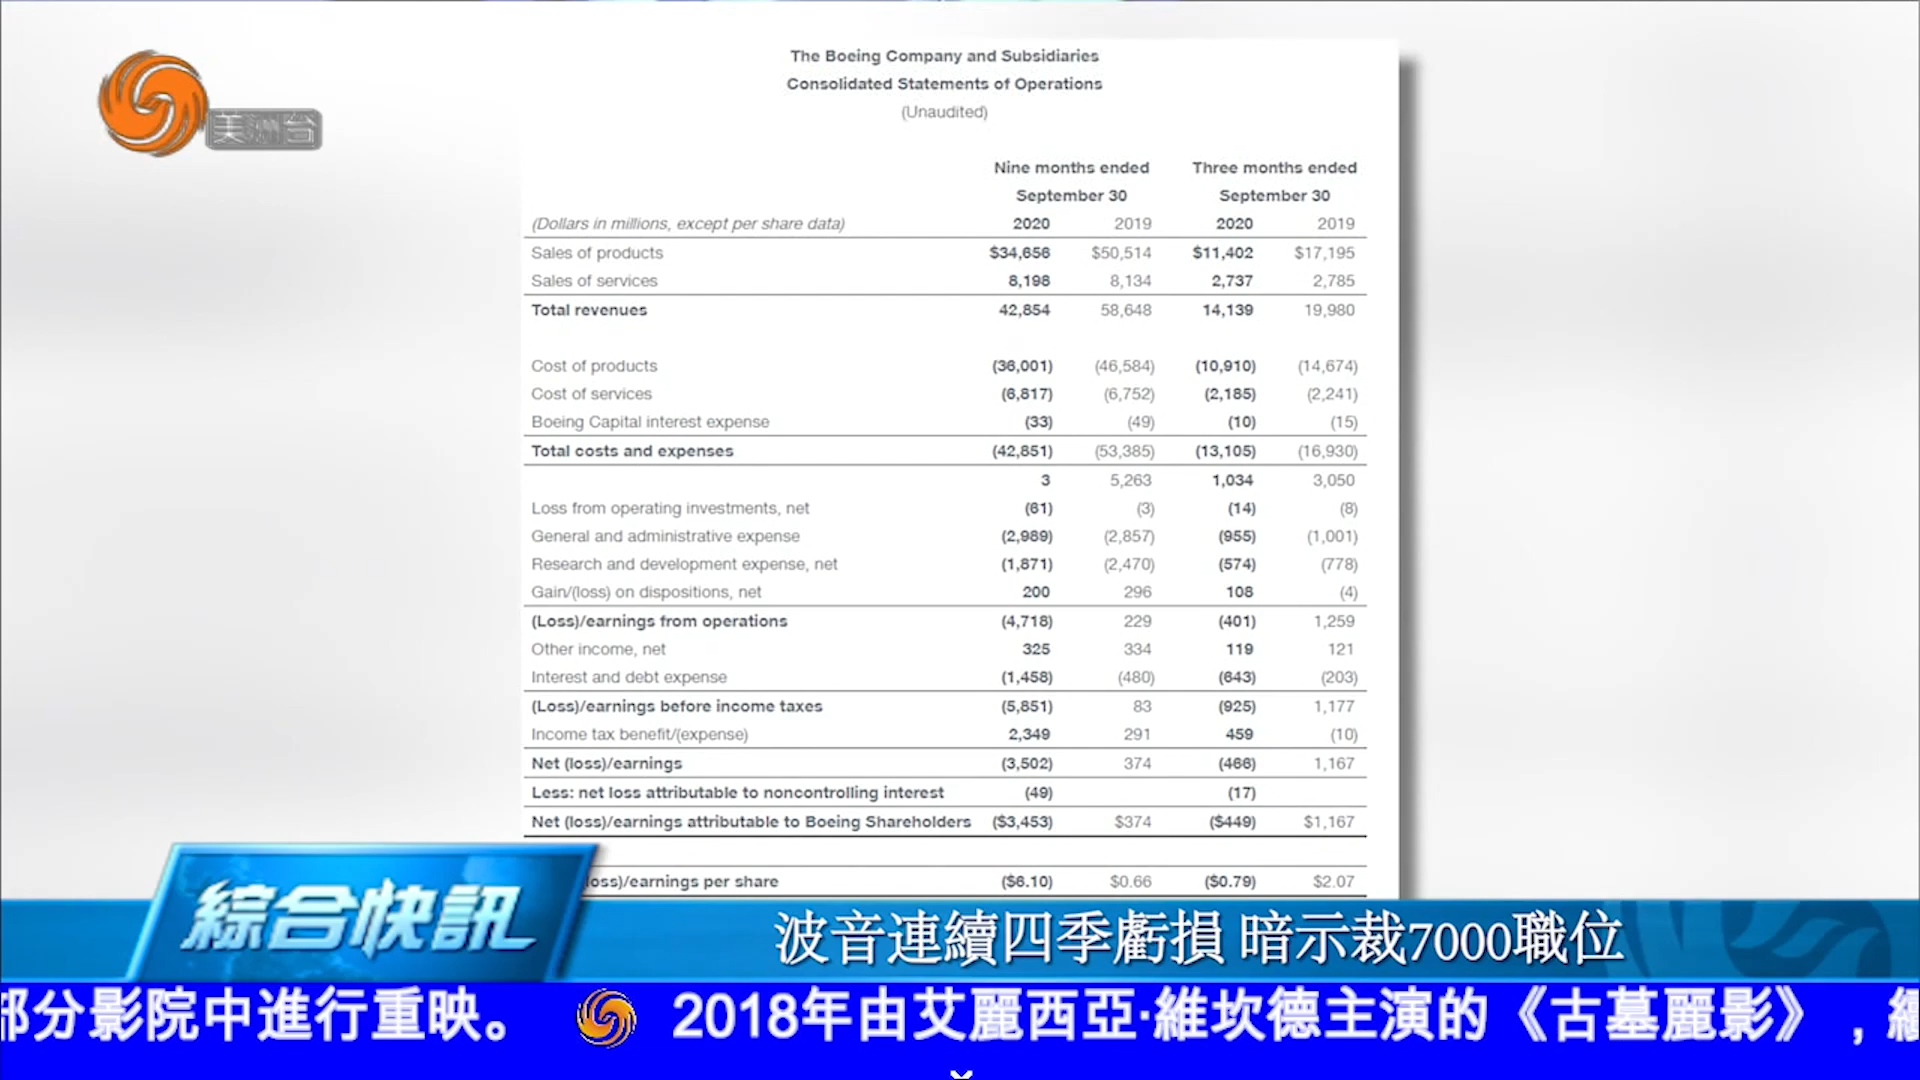 The Boeing Company and Subsidiaries
Consolidated Statements of Operations
(Unaudited)
美洲台
Nine months ended Three months ended
September 30 September 30
(Dollars in millions, except per share data) 2020 2019 2020 2019
Sales of products $34,656 $50,514 $11,402 $17,195
Sales of services 8,198 8,134 2,737 2,785
Total revenues 42,854 58,648 14,139 19,980
Cost of products (36,001) (46,584) (10,910) (14,674)
Cost of services (6,817) (6,752) (2,185) (2,241)
Boeing Capital interest expense (33) (49) (10) (15)
Total costs and expenses (42,851) (53,385) (13,105) (16,930)
3 5,263 1,034 3,050
Loss from operating investments, net (61) (3) (14) (8)
General and administrative expense (2,989) (2,857) (955) (1,001)
Research and development expense, net (1,871) (2,470) (574) (778)
Gain/(loss) on dispositions, net 200 296 108 (4)
(Loss)/earnings from operations (4,718) 229 (401) 1,259
Other income, net 325 334 119 121
Interest and debt expense (1,458) (480) (643) (203)
(Loss)/earnings before income taxes (5,851) 83 (925) 1,177
Income tax benefit/(expense) 2,349 291 459 (10)
Net (loss)/earnings (3,502) 374 (466) 1,167
Less: net loss attributable to noncontrolling interest (49) (17)
Net (loss)/earnings attributable to Boeing Shareholders ($3,453) $374 ($449) $1,167
loss)/earnings per share ($6.10) $0.66 ($0.79) $2.07
綜合快訊
波音連續四季虧損 暗示裁7000職位
部分影院中進行重映。 2018年由艾麗西亞·維坎德主演的《古墓麗影》，